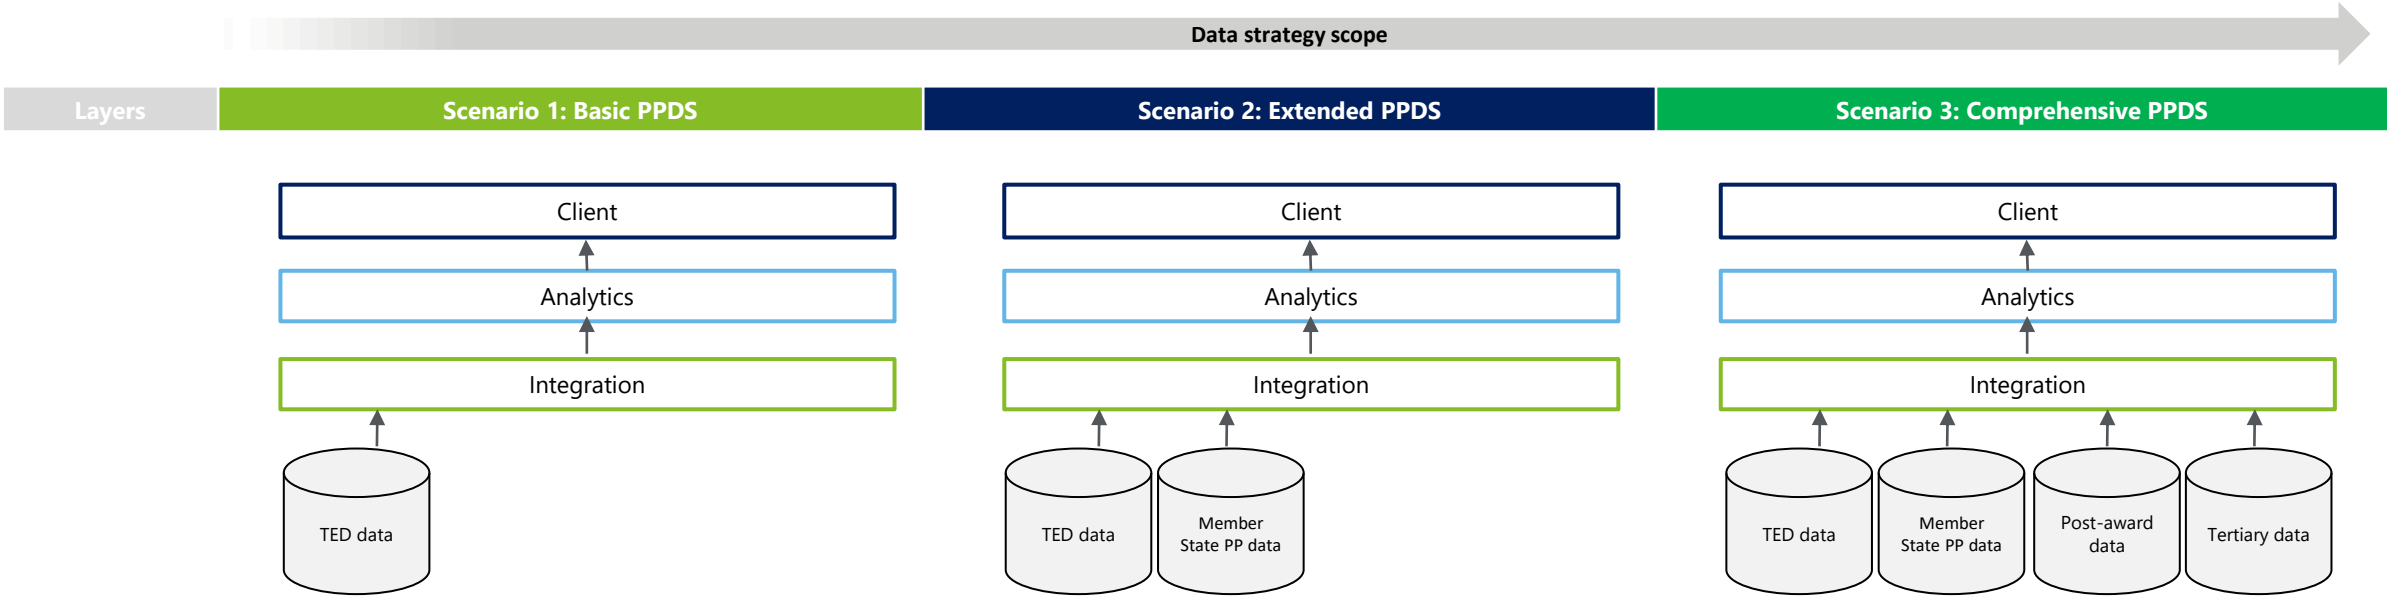 Data strategy scope
Layers
Scenario 1: Basic PPDS
Scenario 2: Extended PPDS
Scenario 3: Comprehensive PPDS
Client
Client
Client
Analytics
Analytics
Analytics
Integration
Integration
Integration
TED data
TED data
Member
State PP data
TED data
Member
State PP data
Post-award
data
Tertiary data